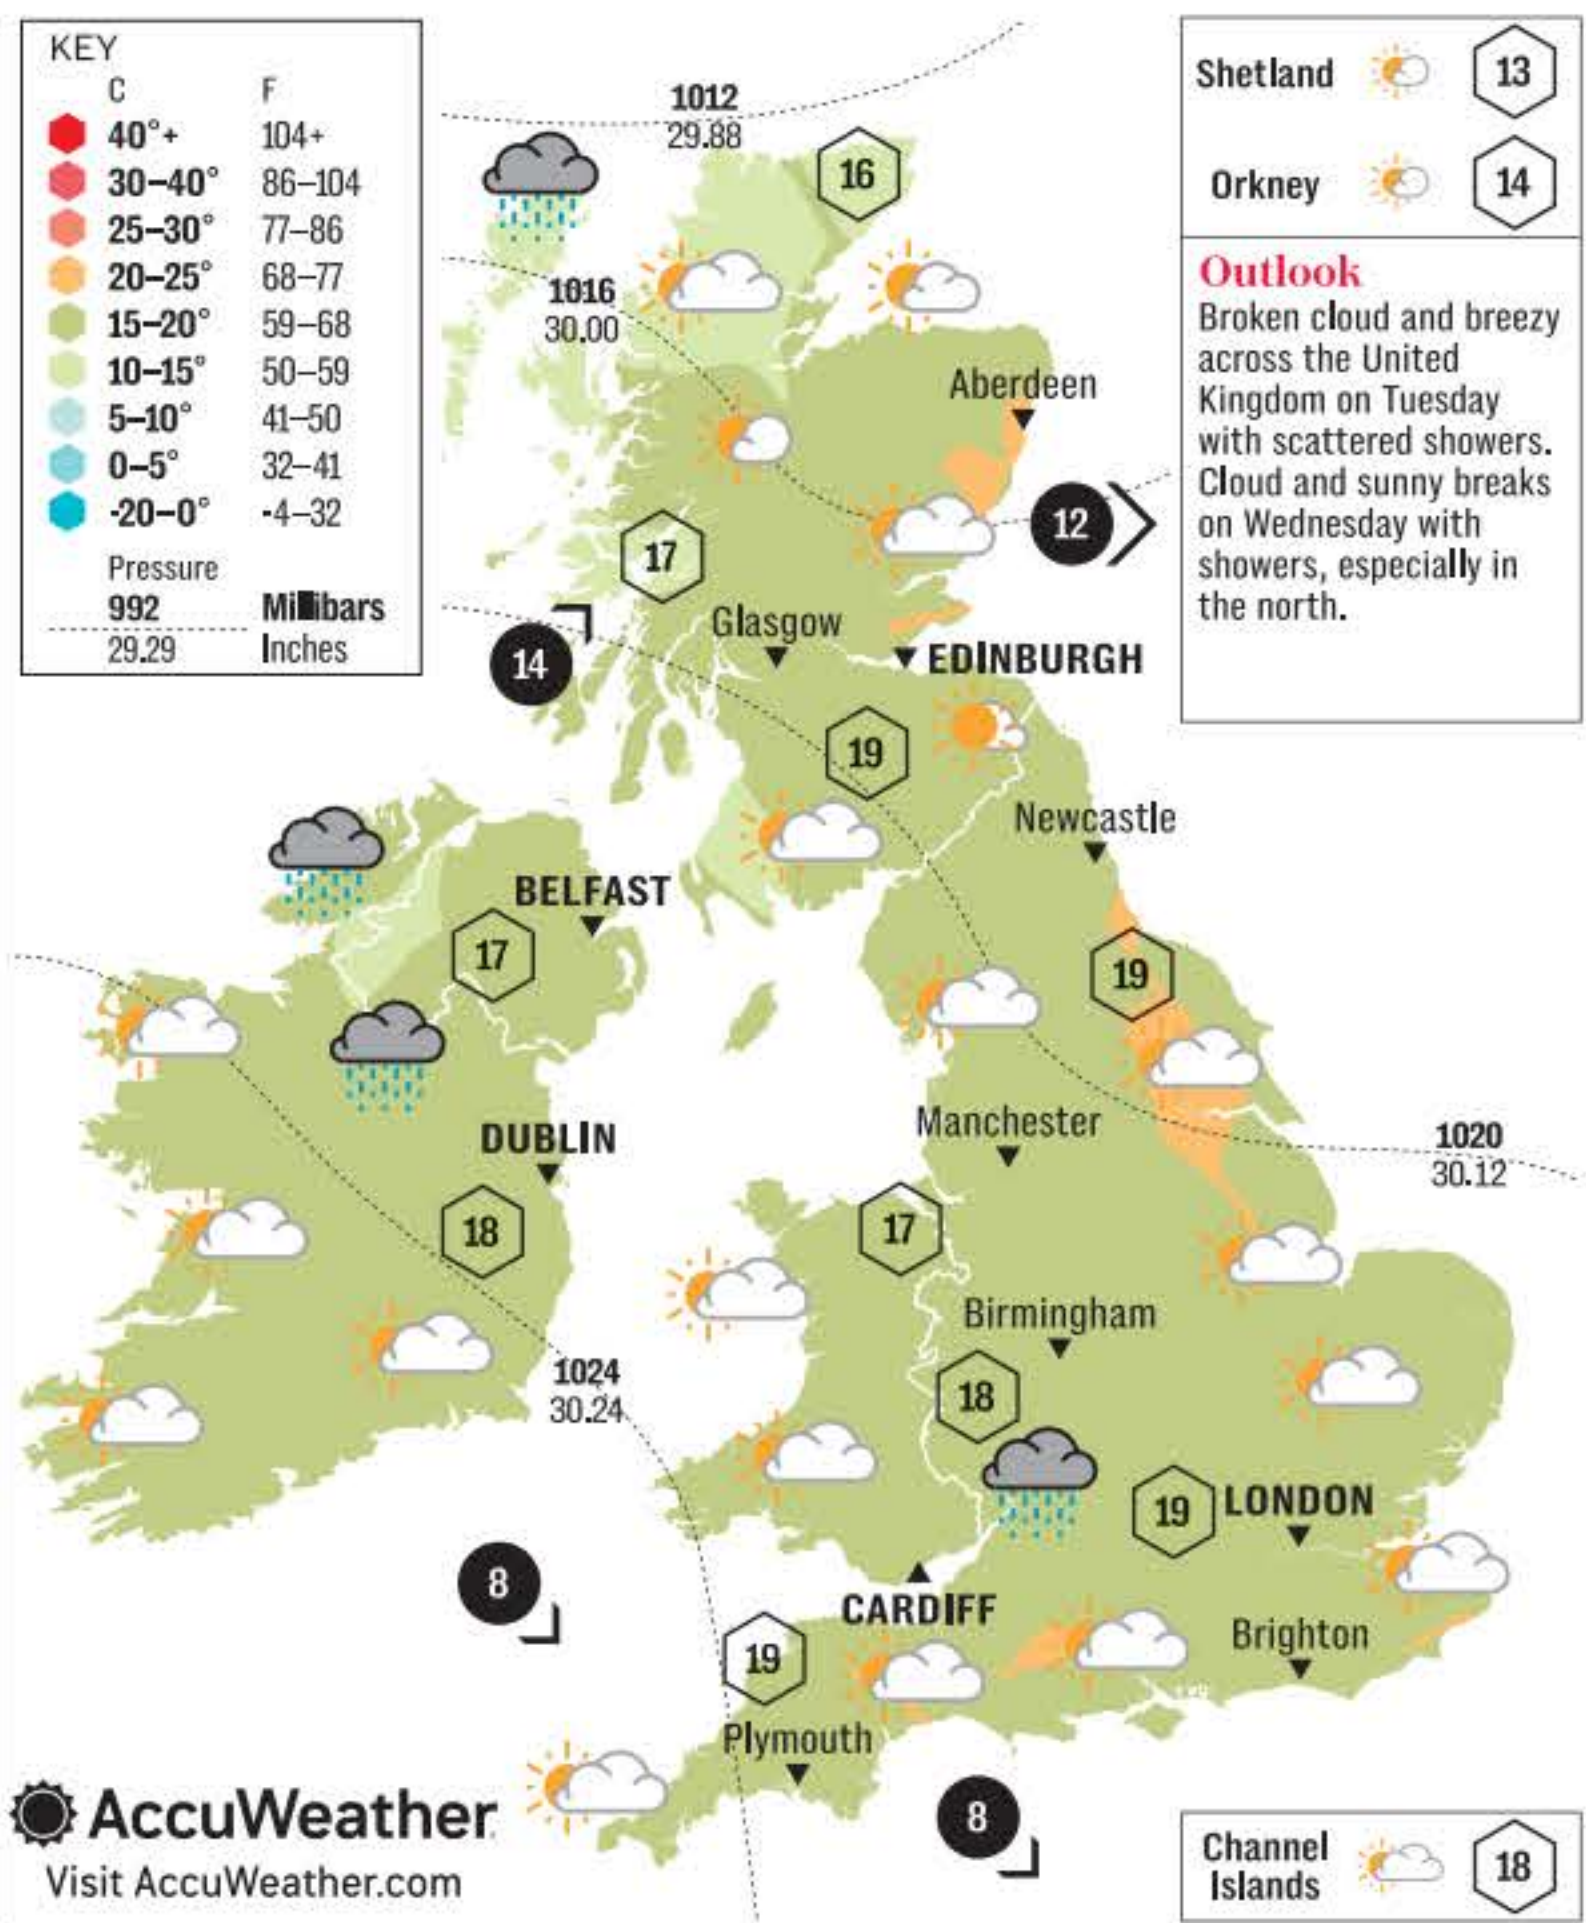 KEY
C F
40°+ 104+
30–40° 86–104
25–30° 77–86
20–25° 68–77
15–20° 59–68
10–15° 50–59
5–10° 41–50
0–5° 32–41
-20–0° -4–32
Pressure
992 Millibars
29.29 Inches
1012
29.88
16
Shetland 13
Orkney 14
Outlook
Broken cloud and breezy
across the United
Kingdom on Tuesday
with scattered showers.
Cloud and sunny breaks
on Wednesday with
showers, especially in
the north.
1016
30.00
Aberdeen
12
17
Glasgow
14
EDINBURGH
19
Newcastle
BELFAST
17
19
DUBLIN
Manchester
1020
30.12
18
17
Birmingham
1024
30.24
18
19
LONDON
8
CARDIFF
Brighton
19
Plymouth
8
AccuWeather
Visit AccuWeather.com
Channel
Islands
18